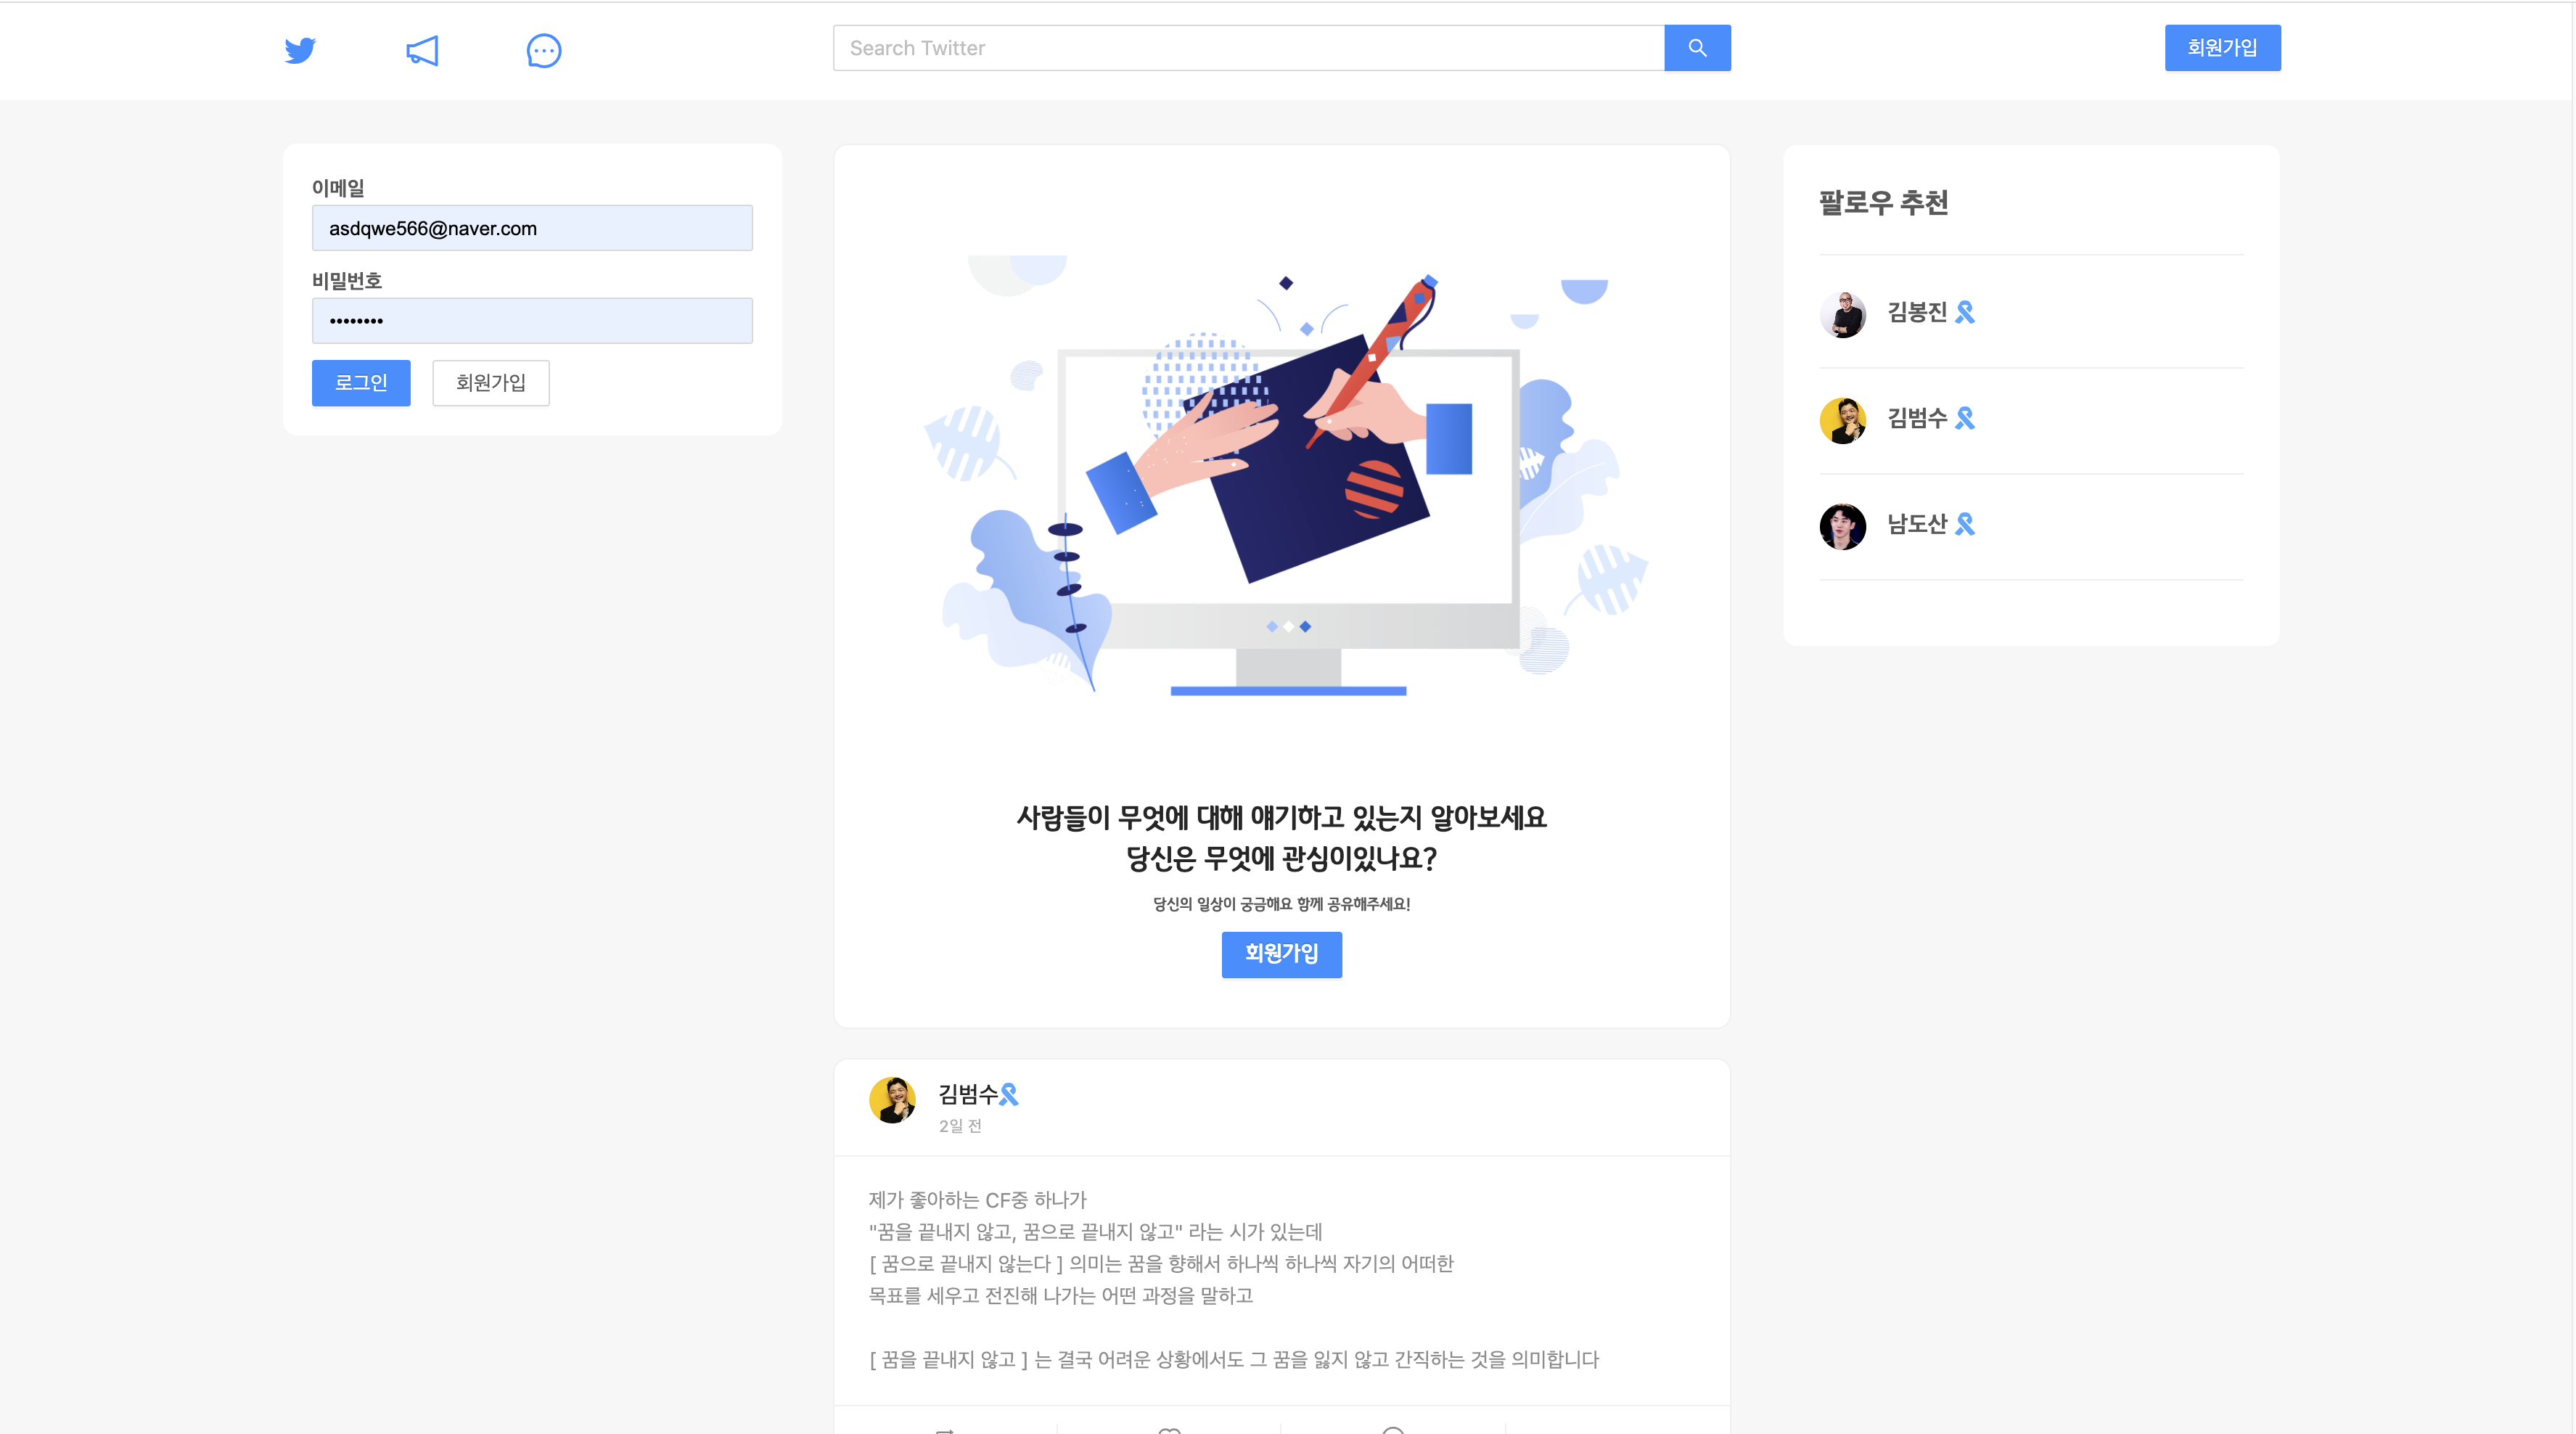 Search Twitter
회원가입
이메일
asdqwe566@naver.com
비밀번호
••••••••
로그인
회원가입
사람들이 무엇에 대해 얘기하고 있는지 알아보세요
당신은 무엇에 관심이있나요?
당신의 일상이 궁금해요 함께 공유해주세요!
회원가입
김범수
2일 전
제가 좋아하는 CF중 하나가
"꿈을 끝내지 않고, 꿈으로 끝내지 않고" 라는 시가 있는데
[ 꿈으로 끝내지 않는다 ] 의미는 꿈을 향해서 하나씩 하나씩 자기의 어떠한
목표를 세우고 전진해 나가는 어떤 과정을 말하고
[ 꿈을 끝내지 않고 ] 는 결국 어려운 상황에서도 그 꿈을 잃지 않고 간직하는 것을 의미합니다
팔로우 추천
김봉진
김범수
남도산